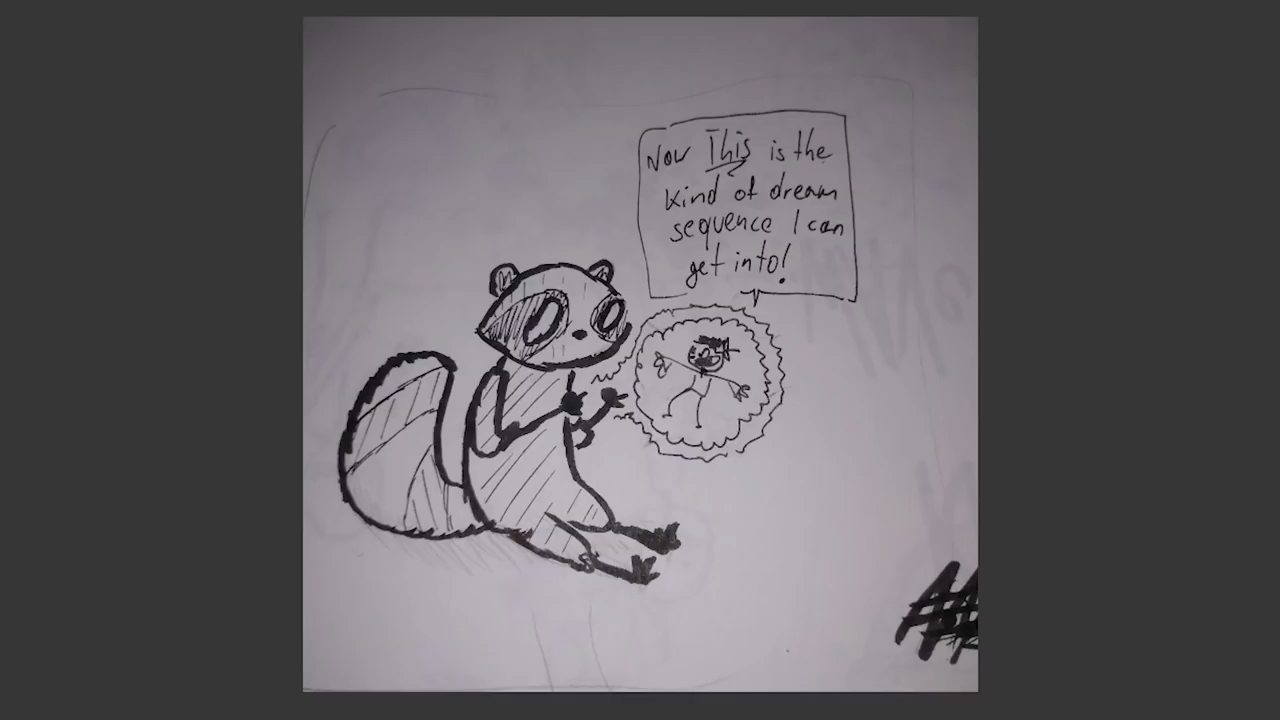 Now This is the
kind of dream
sequence I can
get into!